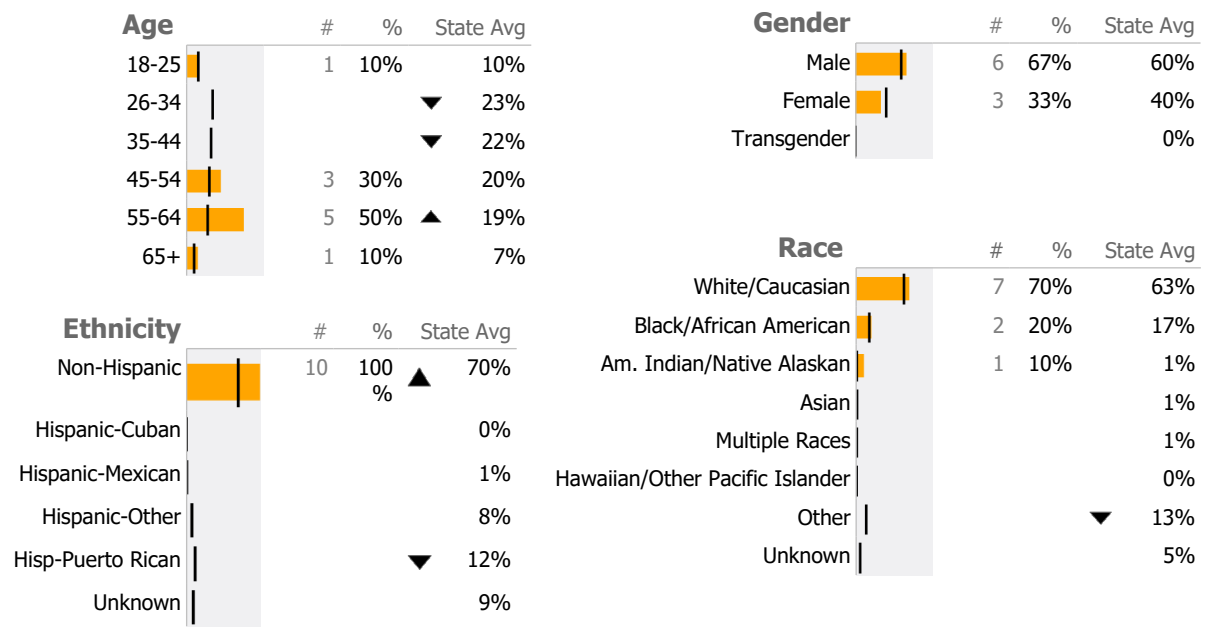 Age # % State Avg
18-25 1 10% 10%
26-34 23%
35-44 22%
45-54 3 30% 20%
55-64 5 50% 19%
65+ 1 10% 7%
Ethnicity # % State Avg
Non-Hispanic 10 100 70%
%
Hispanic-Cuban 0%
Hispanic-Mexican 1%
Hispanic-Other 8%
Hisp-Puerto Rican 12%
Unknown 9%
Gender # % State Avg
Male 6 67% 60%
Female 3 33% 40%
Transgender 0%
Race # % State Avg
White/Caucasian 7 70% 63%
Black/African American 2 20% 17%
Am. Indian/Native Alaskan 1 10% 1%
Asian 1%
Multiple Races 1%
Hawaiian/Other Pacific Islander 0%
Other 13%
Unknown 5%